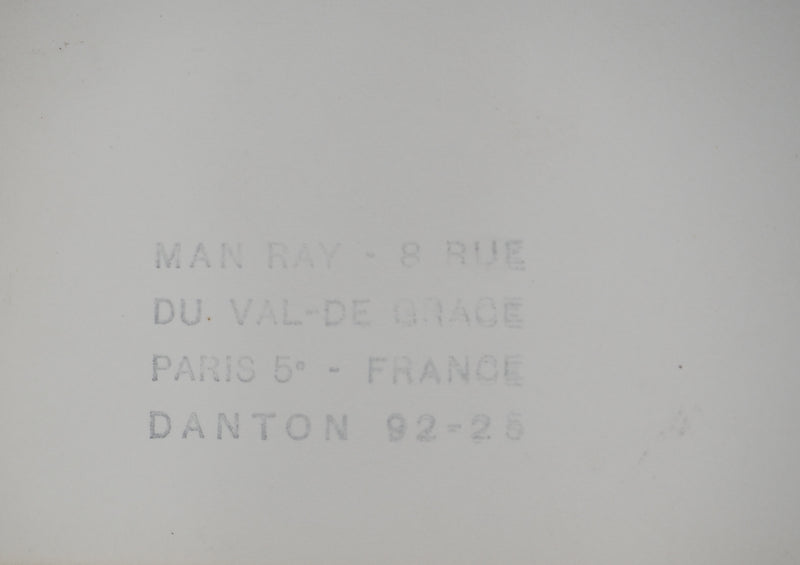 MAN RAY - 8 RUE
DU. VAL-DE GRACE
PARIS 5e - FRANCE
DANTON 92-25